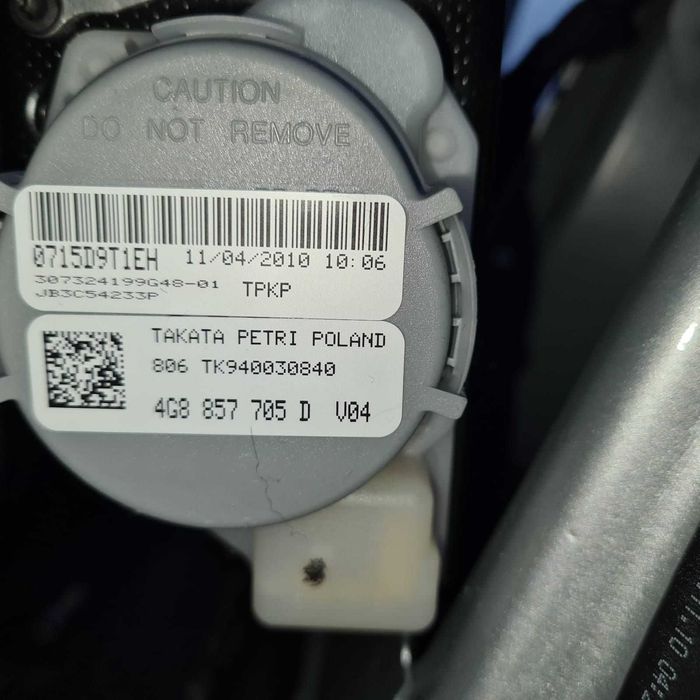 CAUTION
DO NOT REMOVE
0715D9T1EH 11/04/2010 10:06
307324199G48-01
JB3C54233P TPKP
TAKATA PETRI POLAND
806 TK940030840
4G8 857 705 D V04